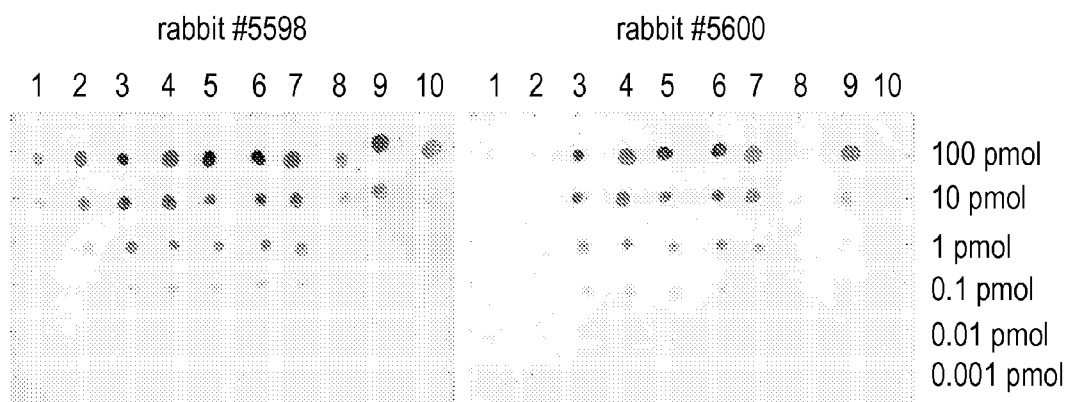 rabbit #5598 rabbit #5600
1 2 3 4 5 6 7 8 9 10 1 2 3 4 5 6 7 8 9 10
100 pmol
10 pmol
1 pmol
0.1 pmol
0.01 pmol
0.001 pmol